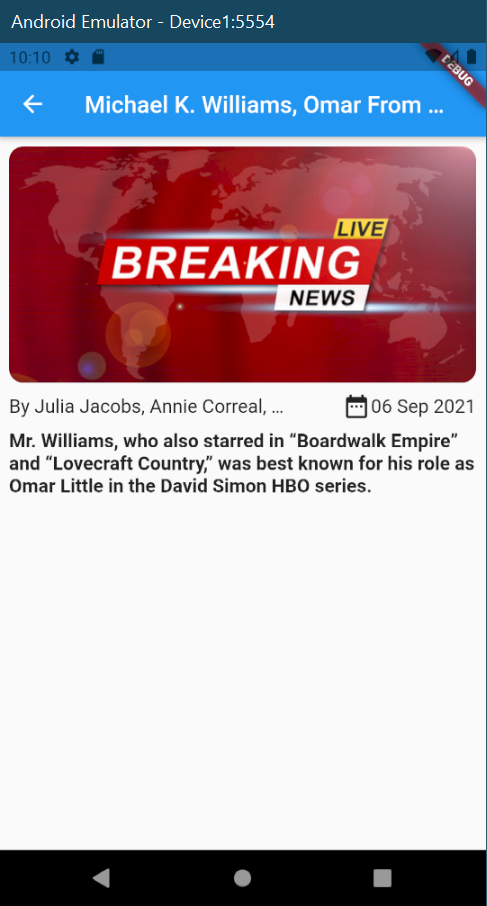 Android Emulator - Device1:5554
10:10
DEBUG
Michael K. Williams, Omar From ...
LIVE
BREAKING
NEWS
By Julia Jacobs, Annie Correal, ...
06 Sep 2021
Mr. Williams, who also starred in “Boardwalk Empire”
and “Lovecraft Country,” was best known for his role as
Omar Little in the David Simon HBO series.